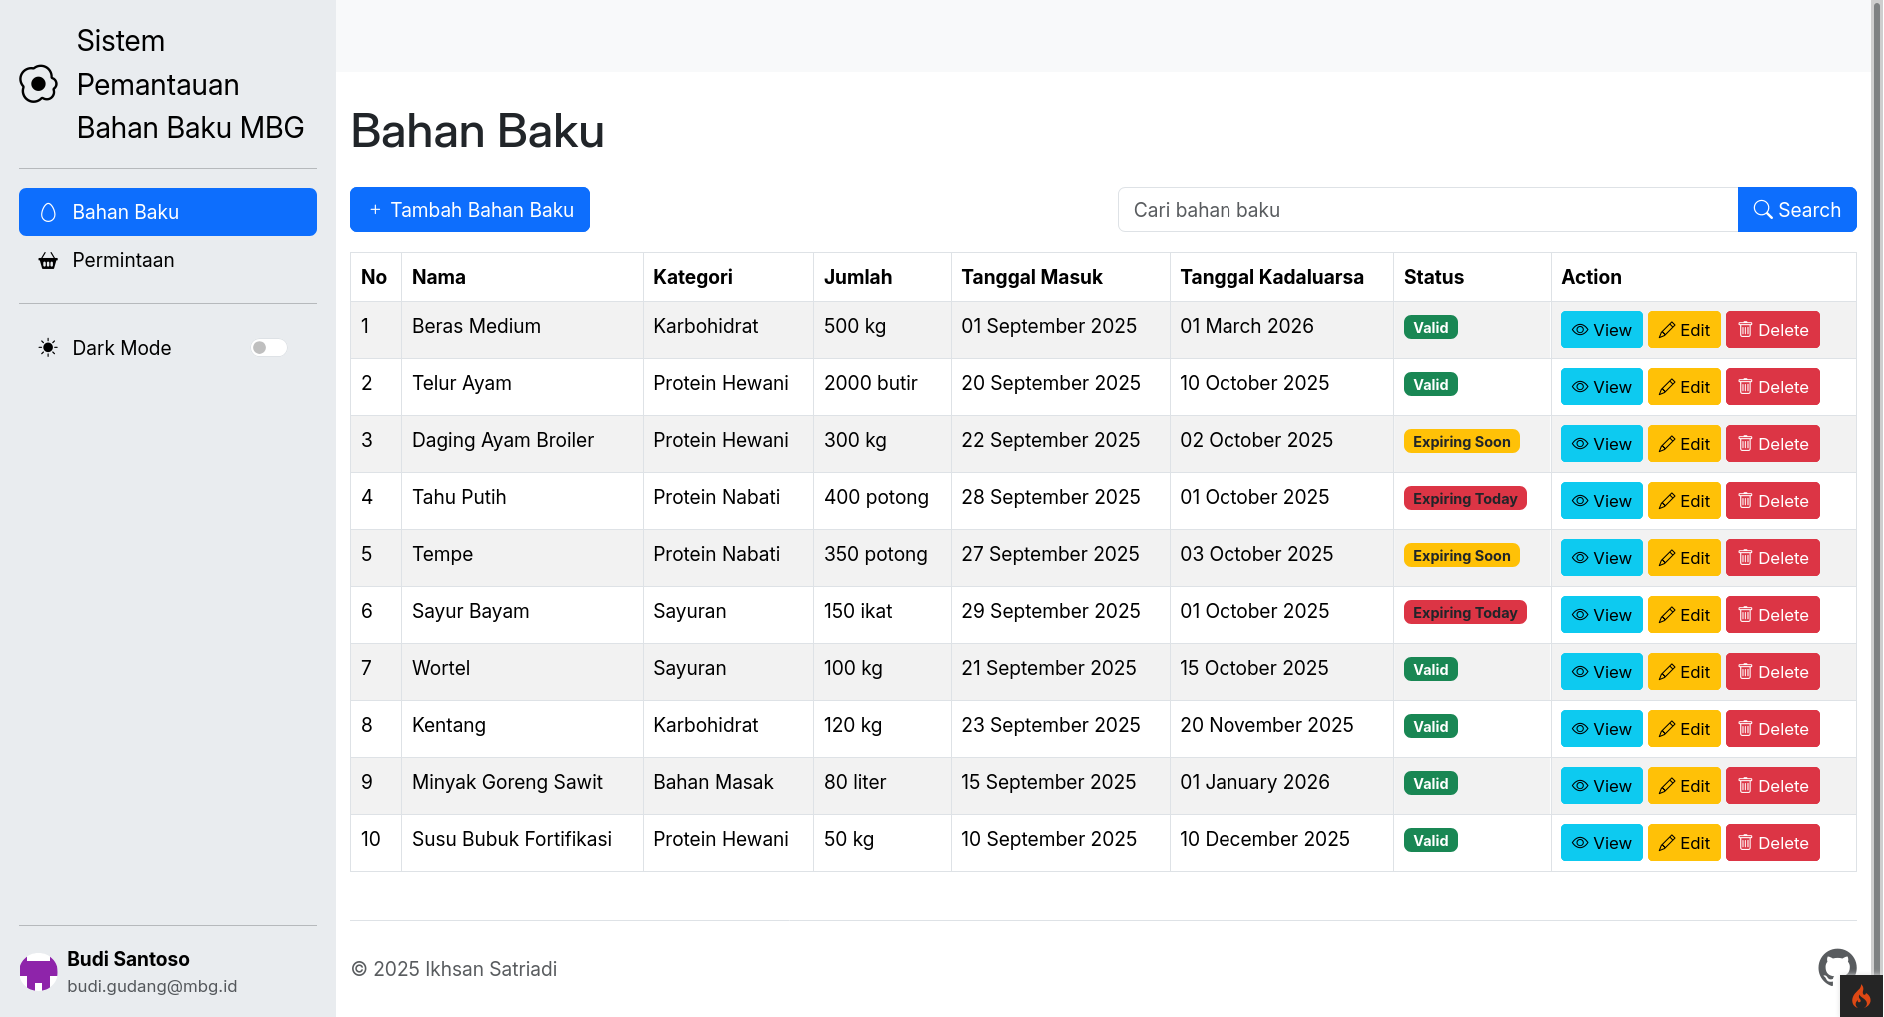 Sistem
Pemantauan
Bahan Baku MBG
Bahan Baku
Permintaan
Dark Mode
Budi Santoso
budi.gudang@mbg.id
Bahan Baku
+ Tambah Bahan Baku
Cari bahan baku
Search
No Nama Kategori Jumlah Tanggal Masuk Tanggal Kadaluarsa Status Action
1 Beras Medium Karbohidrat 500 kg 01 September 2025 01 March 2026 Valid View Edit Delete
2 Telur Ayam Protein Hewani 2000 butir 20 September 2025 10 October 2025 Valid View Edit Delete
3 Daging Ayam Broiler Protein Hewani 300 kg 22 September 2025 02 October 2025 Expiring Soon View Edit Delete
4 Tahu Putih Protein Nabati 400 potong 28 September 2025 01 October 2025 Expiring Today View Edit Delete
5 Tempe Protein Nabati 350 potong 27 September 2025 03 October 2025 Expiring Soon View Edit Delete
6 Sayur Bayam Sayuran 150 ikat 29 September 2025 01 October 2025 Expiring Today View Edit Delete
7 Wortel Sayuran 100 kg 21 September 2025 15 October 2025 Valid View Edit Delete
8 Kentang Karbohidrat 120 kg 23 September 2025 20 November 2025 Valid View Edit Delete
9 Minyak Goreng Sawit Bahan Masak 80 liter 15 September 2025 01 January 2026 Valid View Edit Delete
10 Susu Bubuk Fortifikasi Protein Hewani 50 kg 10 September 2025 10 December 2025 Valid View Edit Delete
© 2025 Ikhsan Satriadi